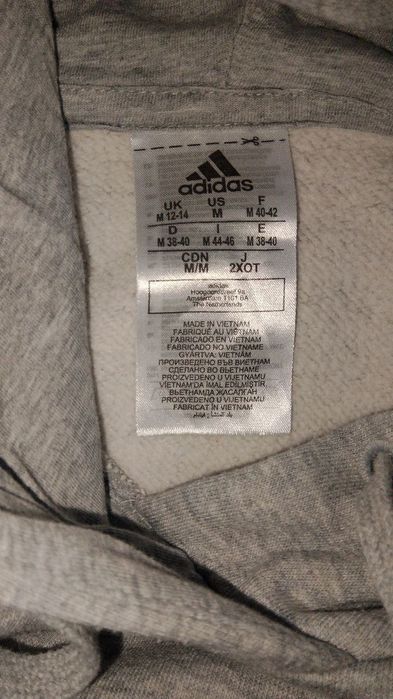 adidas
UK US F
M 12-14 M M 40-42
D I E
M 38-40 M 44-46 M 38-40
CDN J
M/M 2XOT
adidas
Hoogoorddreef 9a
Amsterdam 1101 BA
The Netherlands
MADE IN VIETNAM
FABRIQUÉ AU VIETNAM
FABRICADO EN VIETNAM
FABRICADO NO VIETNAME
GYÁRTVA: VIETNAM
ПРОИЗВЕДЕНО ВЪВ ВИЕТНАМ
СДЕЛАНО ВО ВЬЕТНАМЕ
PROIZVEDENO U VIJETNAMU
VİETNAM'DA İMAL EDİLMİŞTİR
ВЬЕТНАМДА ЖАСАЛҒАН
PROIZVEDENO U VIJETNAMU
FABRICAT ÎN VIETNAM